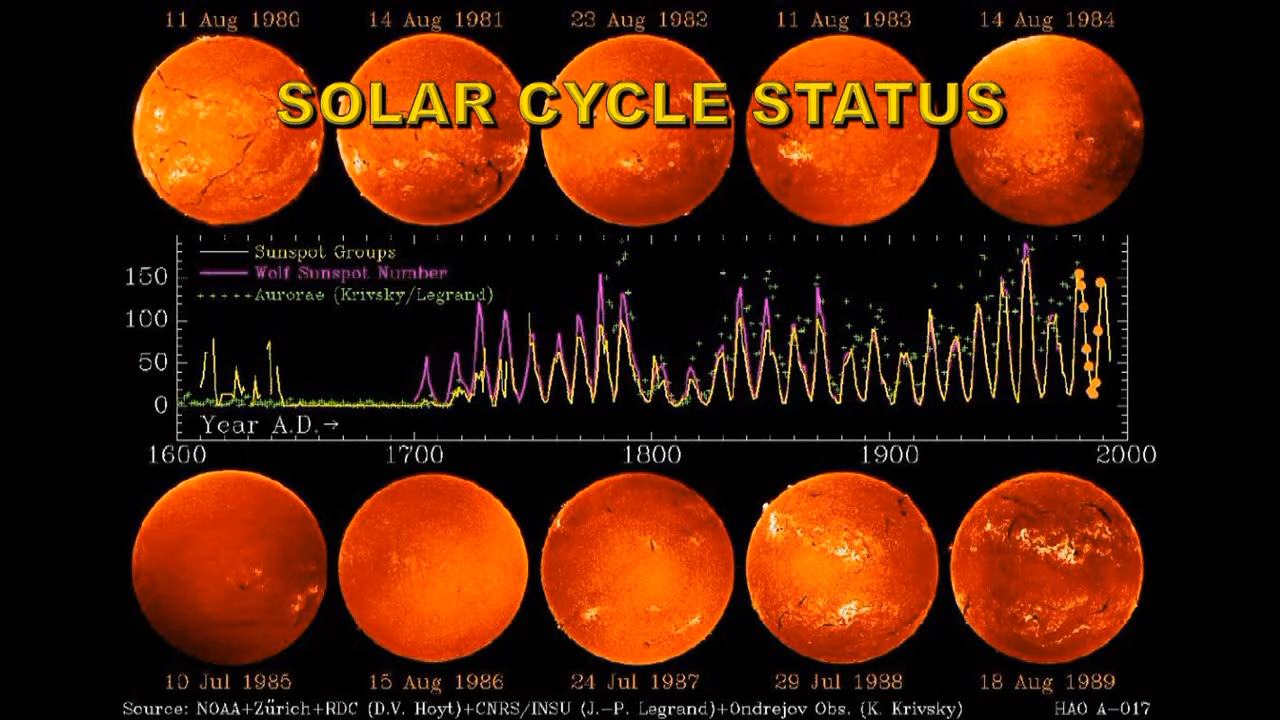 11 Aug 1980 14 Aug 1981 23 Aug 1982 11 Aug 1983 14 Aug 1984
SOLAR CYCLE STATUS
Sunspot Groups
Wolf Sunspot Number
Aurorae (Krivsky/Legrand)
150
100
50
0
Year A.D.→
1600 1700 1800 1900 2000
10 Jul 1985 15 Aug 1986 24 Jul 1987 29 Jul 1988 18 Aug 1989
Source: NOAA+Zűrich+RDC (D.V. Hoyt)+CNRS/INSU (J.-P. Legrand)+Ondrejov Obs. (K. Krivsky) HAO A-017